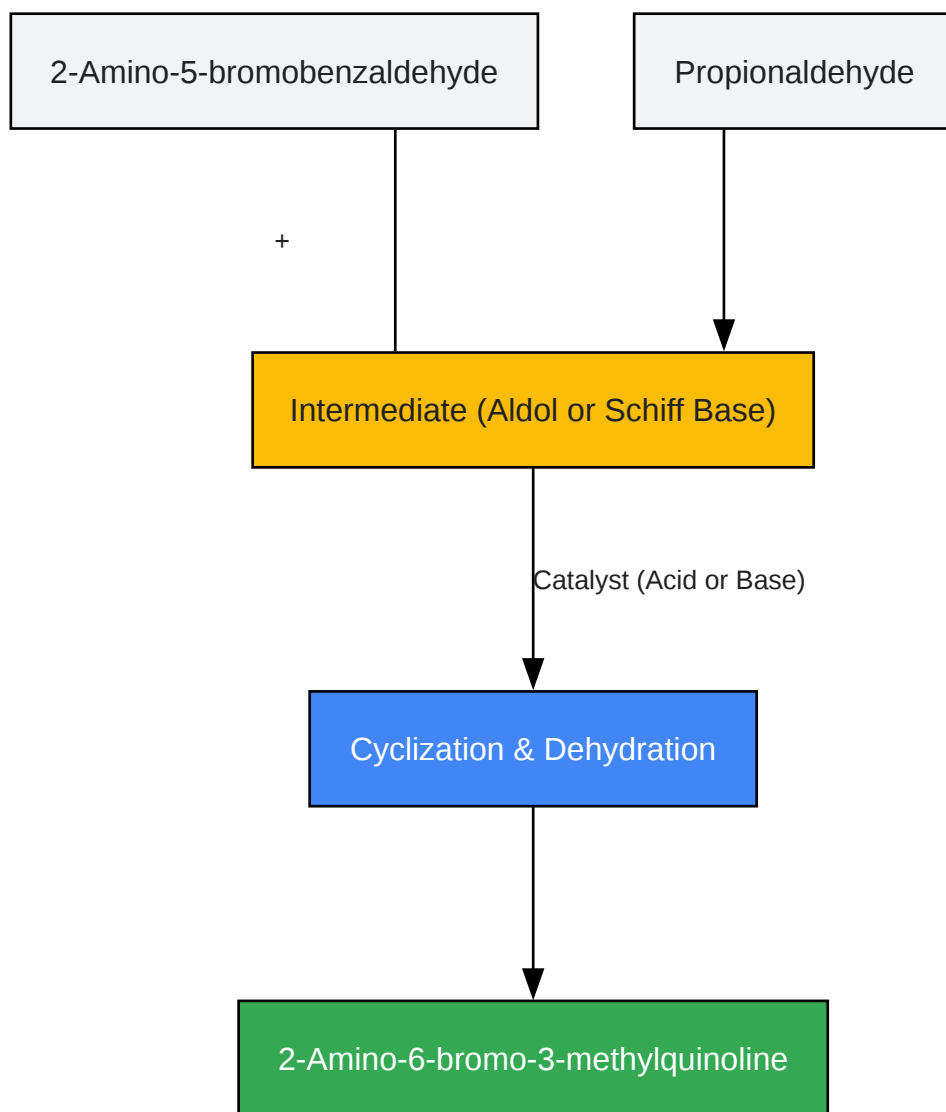 2-Amino-5-bromobenzaldehyde
Propionaldehyde
+
Intermediate (Aldol or Schiff Base)
Catalyst (Acid or Base)
Cyclization & Dehydration
2-Amino-6-bromo-3-methylquinoline